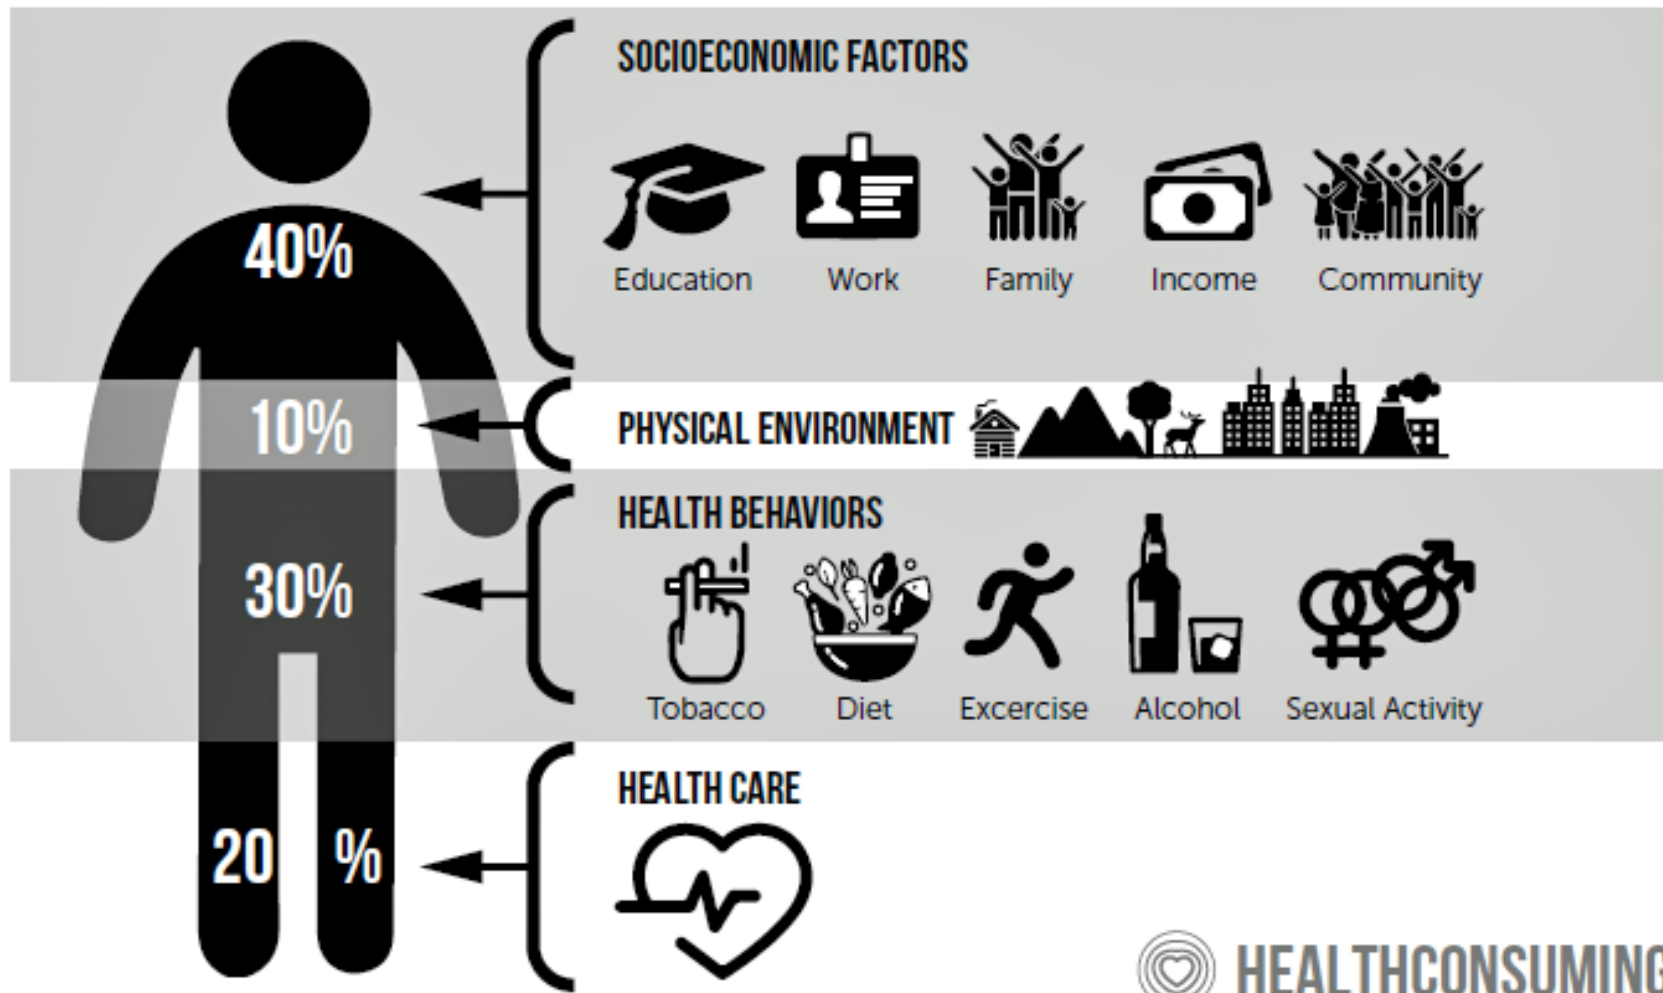 SOCIOECONOMIC FACTORS
40%
Education Work Family Income Community
10%
PHYSICAL ENVIRONMENT
HEALTH BEHAVIORS
30%
Tobacco Diet Excercise Alcohol Sexual Activity
HEALTH CARE
20 %
HEALTHCONSUMING